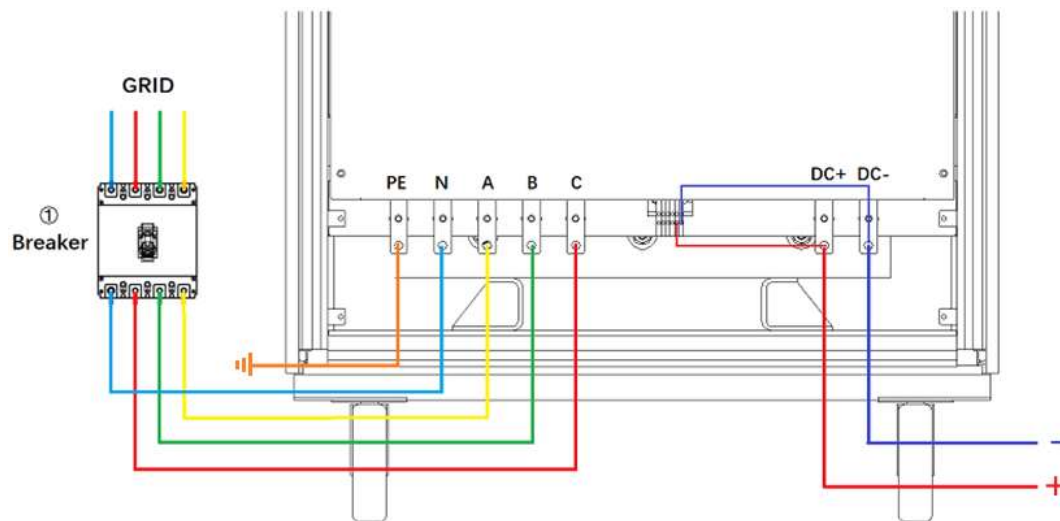 GRID
①
Breaker
PE N A B C DC+ DC-
-
+